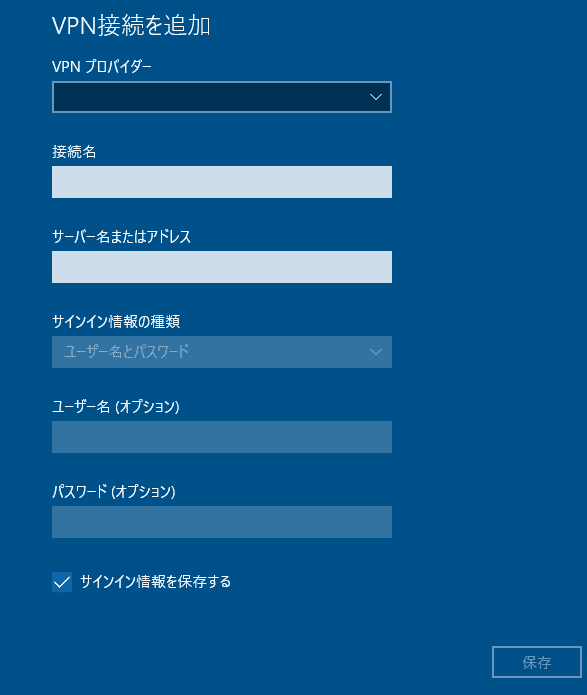 VPN接続を追加
VPN プロバイダー
接続名
サーバー名またはアドレス
サインイン情報の種類
ユーザー名とパスワード
ユーザー名 (オプション)
パスワード (オプション)
サインイン情報を保存する
保存